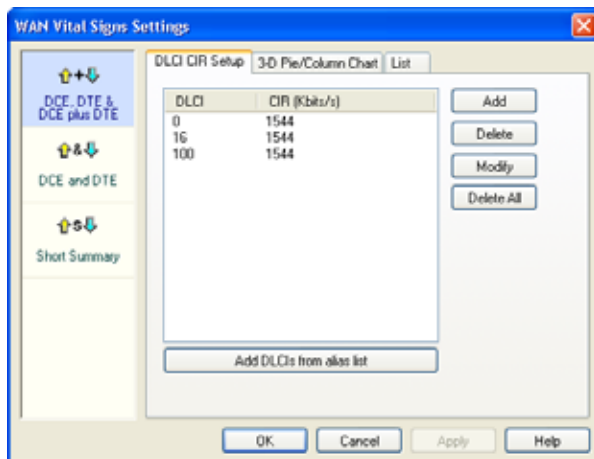 WAN Vital Signs Settings
DCE, DTE &
DCE plus DTE
DCE and DTE
Short Summary
DLCI CIR Setup 3-D Pie/Column Chart List
DLCI CIR (Kbits/s)
0 1544
16 1544
100 1544
Add
Delete
Modify
Delete All
Add DLCIs from alias list
OK Cancel Apply Help